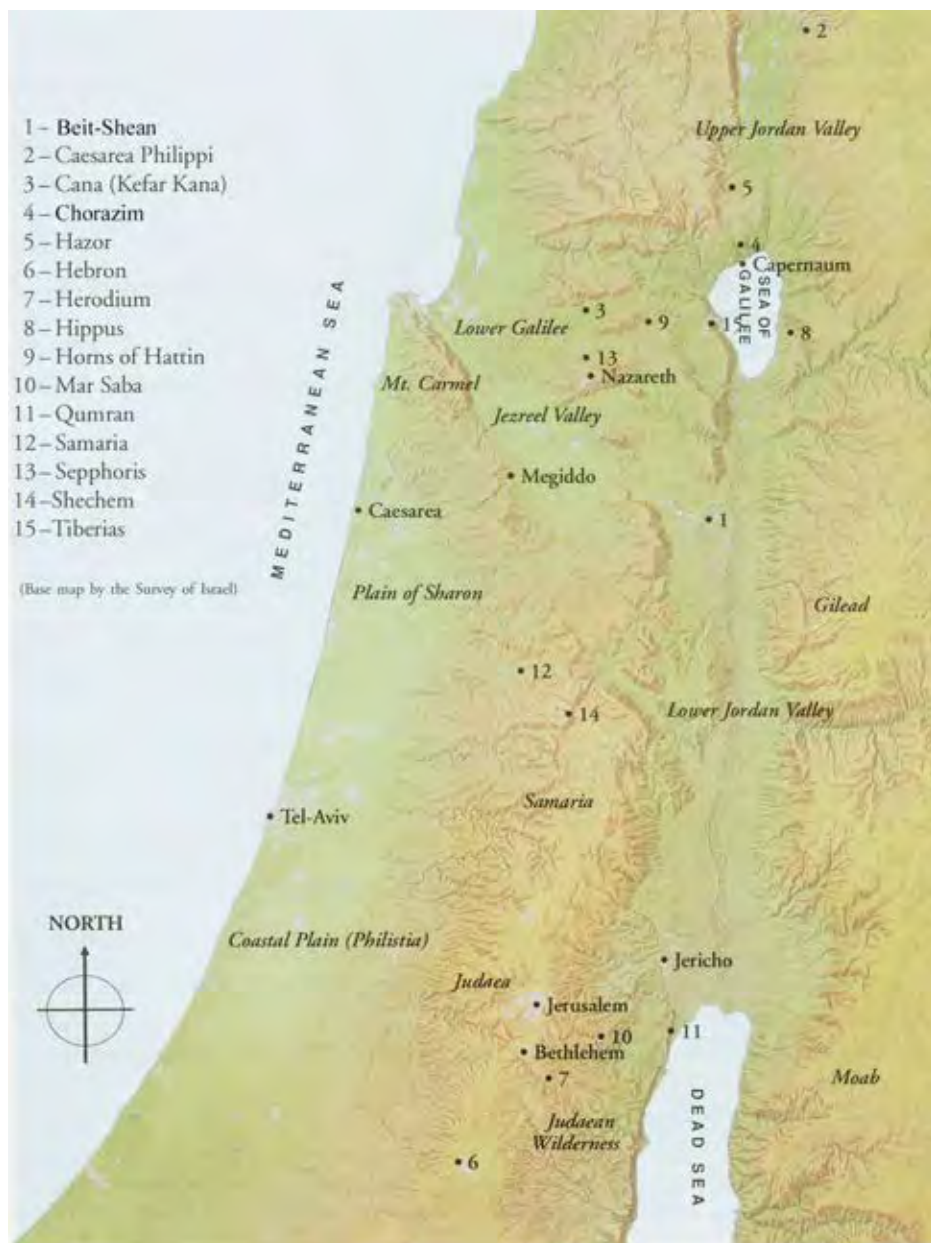 1 – Beit-Shean
2 – Caesarea Philippi
3 – Cana (Kefar Kana)
4 – Chorazim
5 – Hazor
6 – Hebron
7 – Herodium
8 – Hippus
9 – Horns of Hattin
10 – Mar Saba
11 – Qumran
12 – Samaria
13 – Sepphoris
14 –Shechem
15 –Tiberias
(Base map by the Survey of Israel)
MEDITERRANEAN SEA
NORTH
2
Upper Jordan Valley
5
4
Capernaum
SEA OF
GALILEE
3
9
15
8
Lower Galilee
13
Nazareth
Mt. Carmel
Jezreel Valley
Megiddo
Caesarea
1
Plain of Sharon
Gilead
12
14
Lower Jordan Valley
Samaria
Tel-Aviv
Coastal Plain (Philistia)
Jericho
Judaea
Jerusalem
10
11
Bethlehem
7
Moab
Judaean
Wilderness
DEAD SEA
6